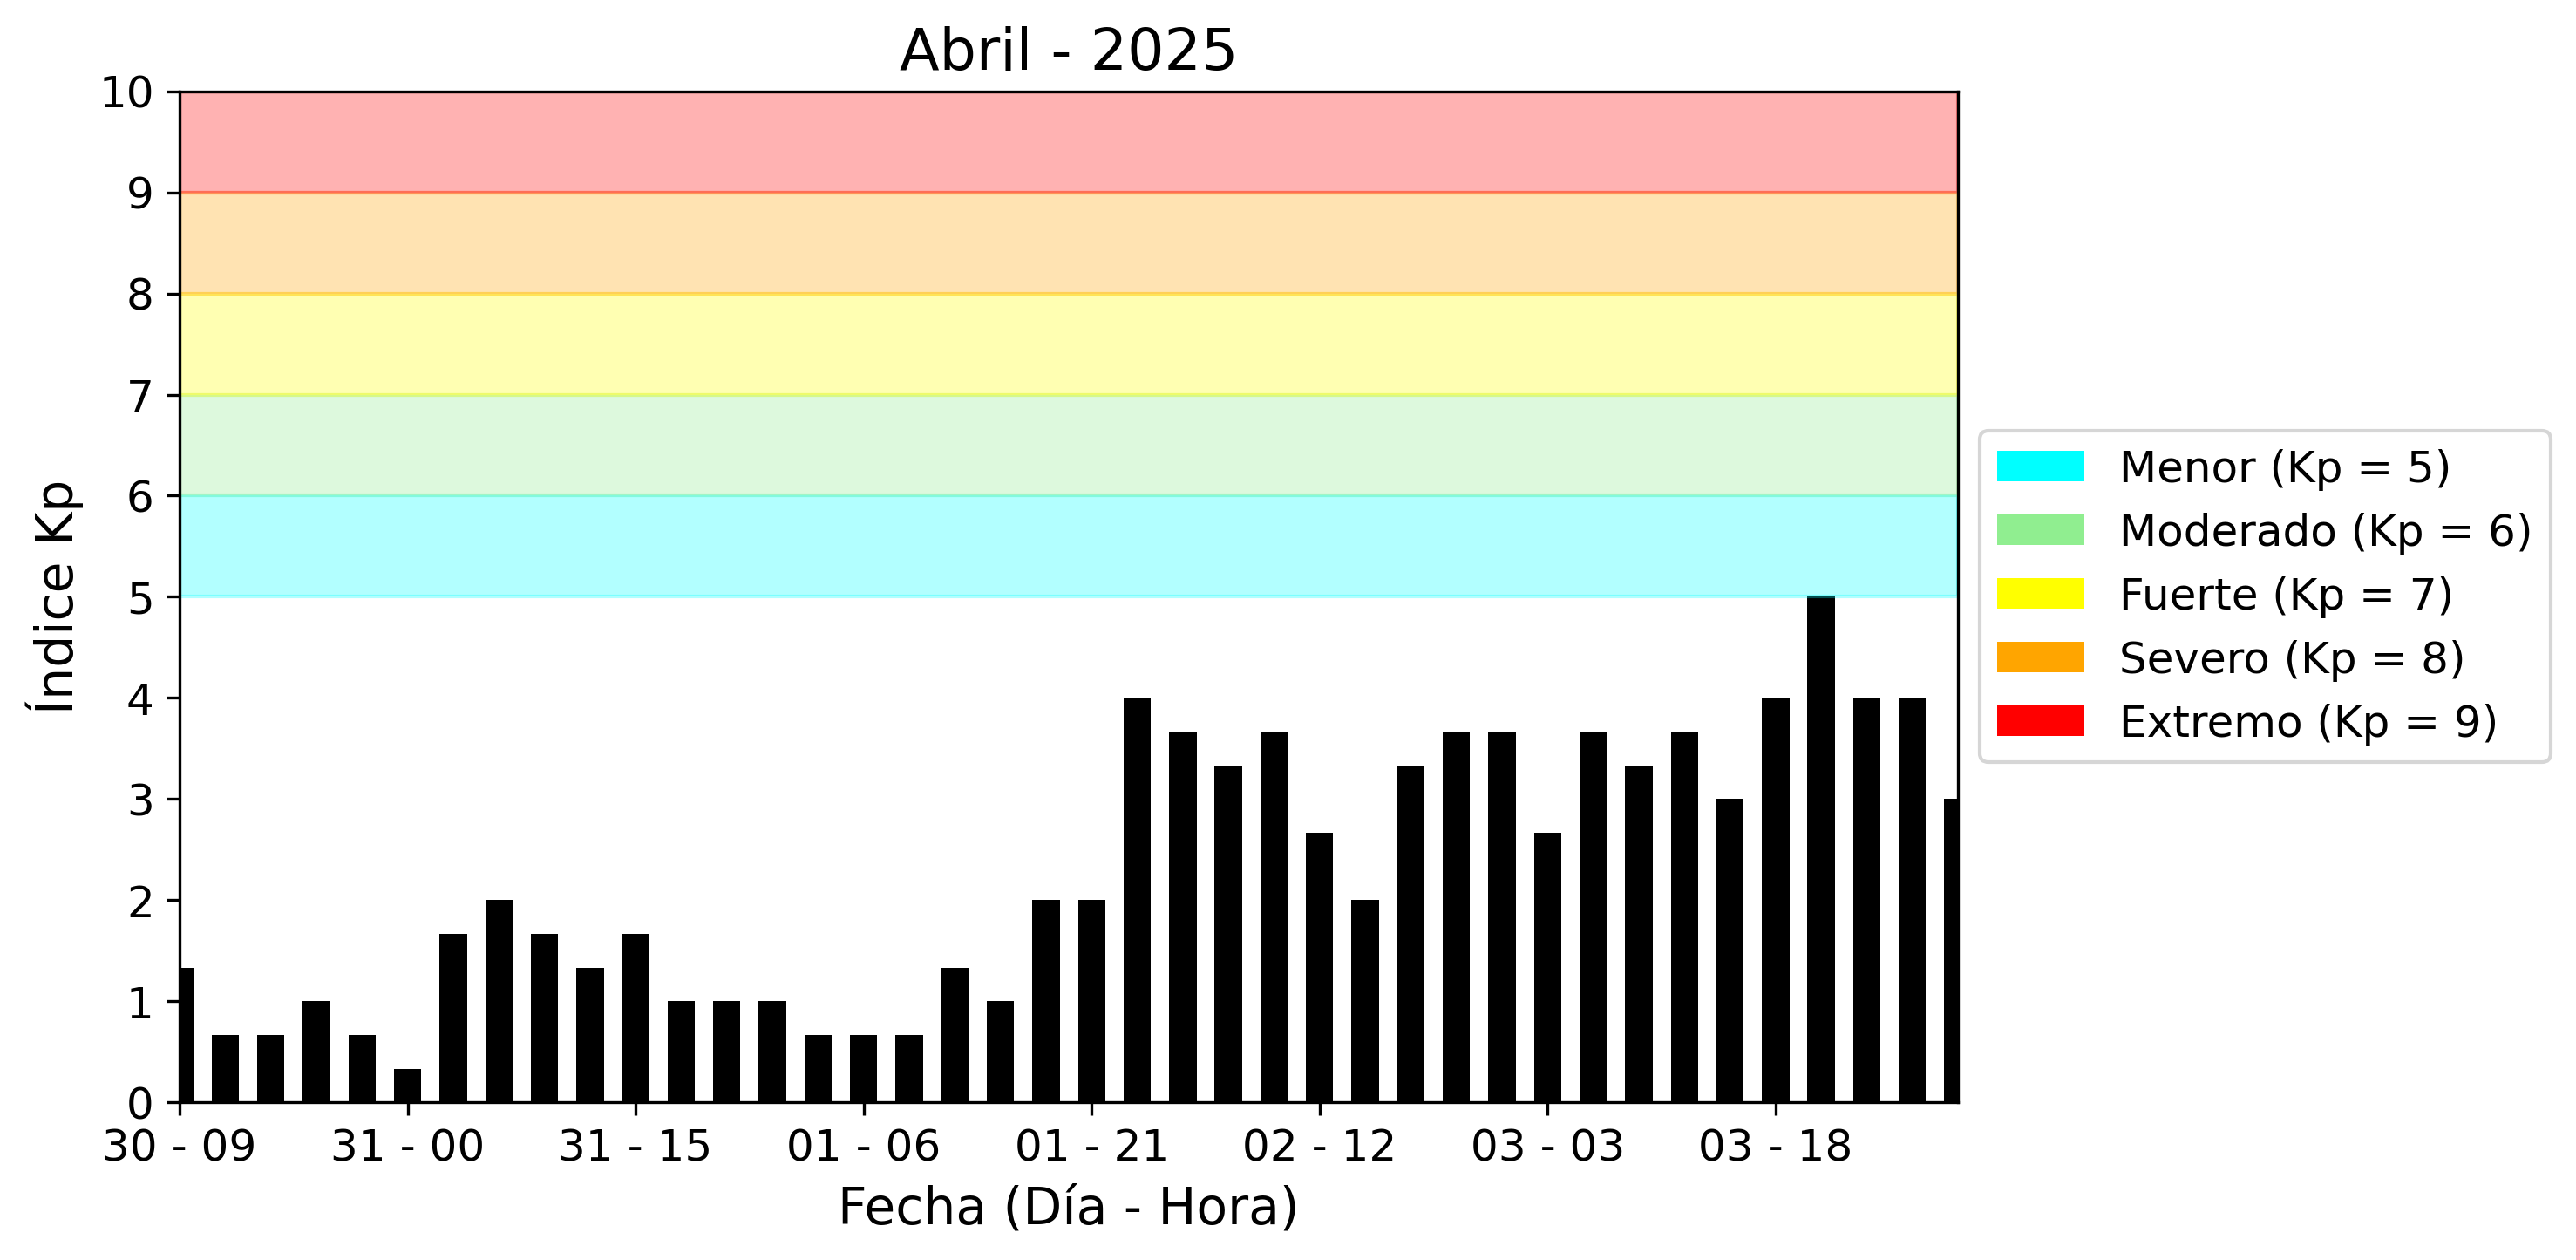 Abril - 2025
10
9
8
7
6
5
4
3
2
1
0
Índice Kp
30 - 09
31 - 00
31 - 15
01 - 06
01 - 21
02 - 12
03 - 03
03 - 18
Fecha (Día - Hora)
Menor (Kp = 5)
Moderado (Kp = 6)
Fuerte (Kp = 7)
Severo (Kp = 8)
Extremo (Kp = 9)